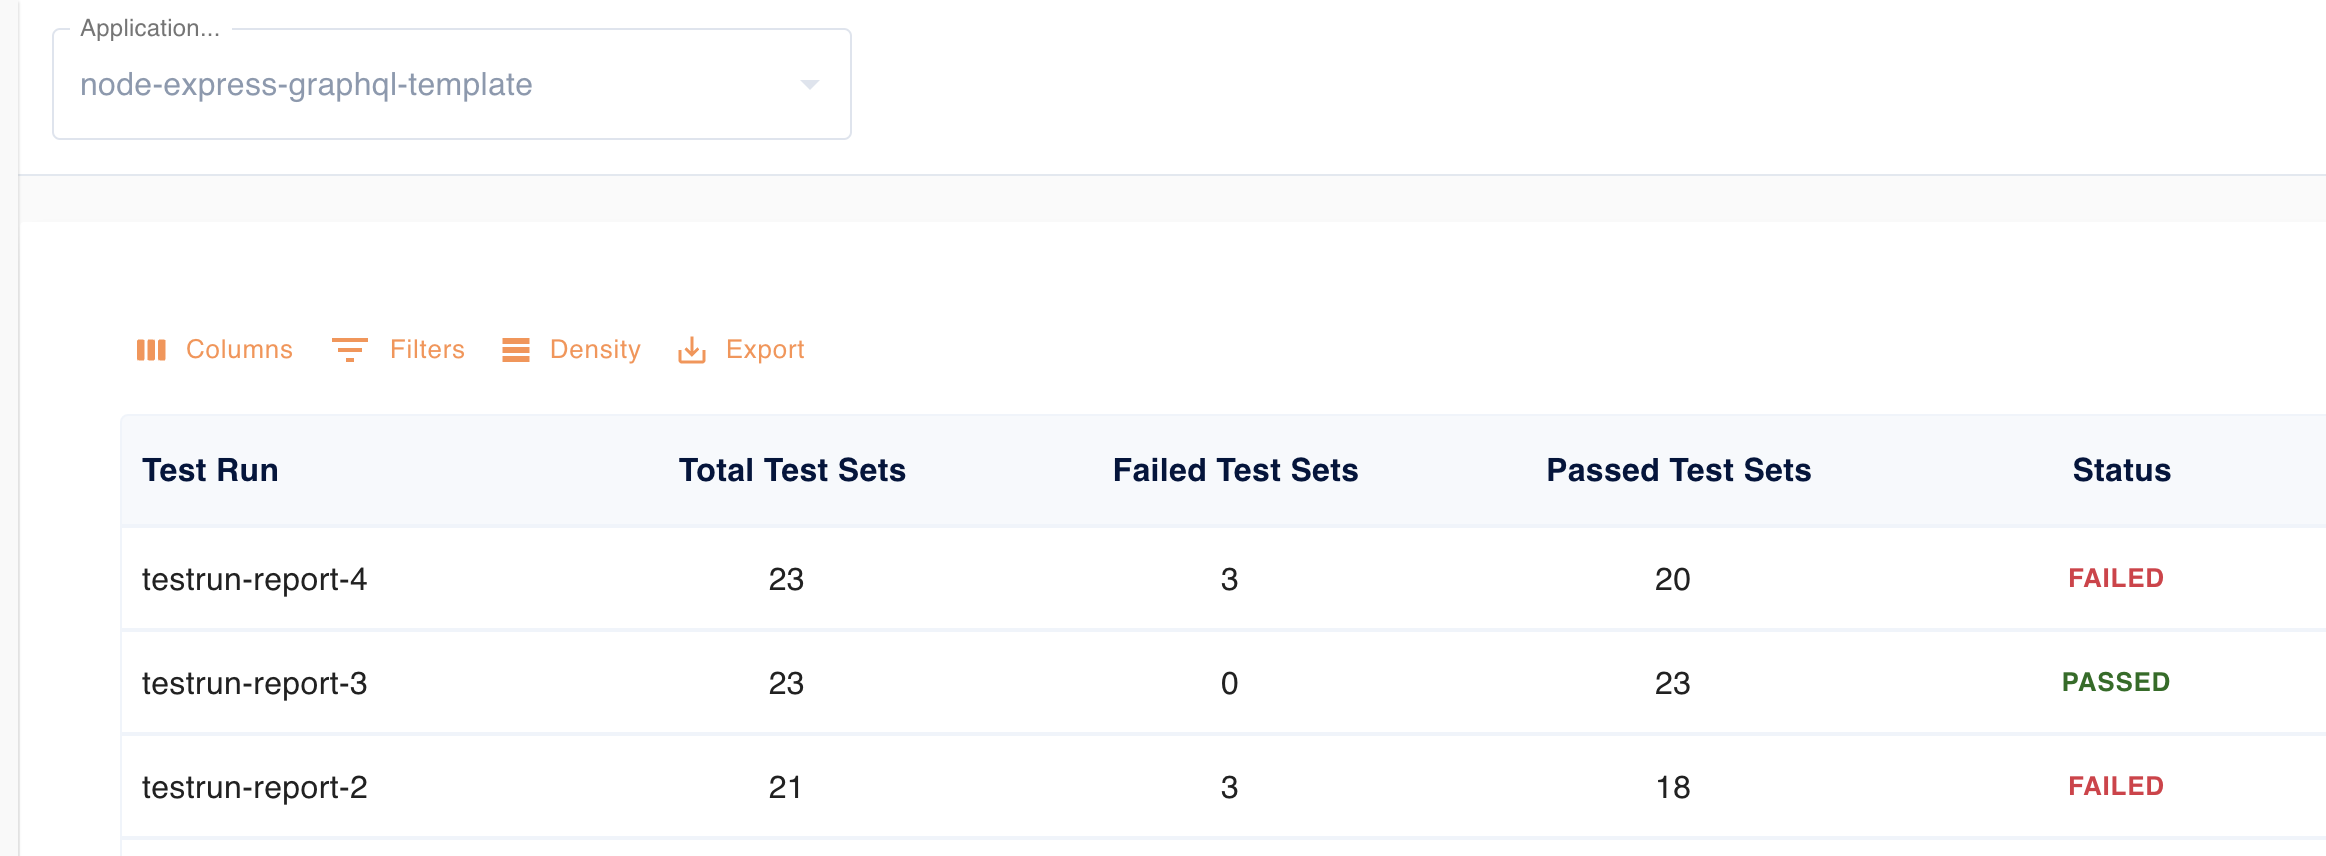 Application...
node-express-graphql-template
Columns Filters Density Export
Test Run Total Test Sets Failed Test Sets Passed Test Sets Status
testrun-report-4 23 3 20 FAILED
testrun-report-3 23 0 23 PASSED
testrun-report-2 21 3 18 FAILED